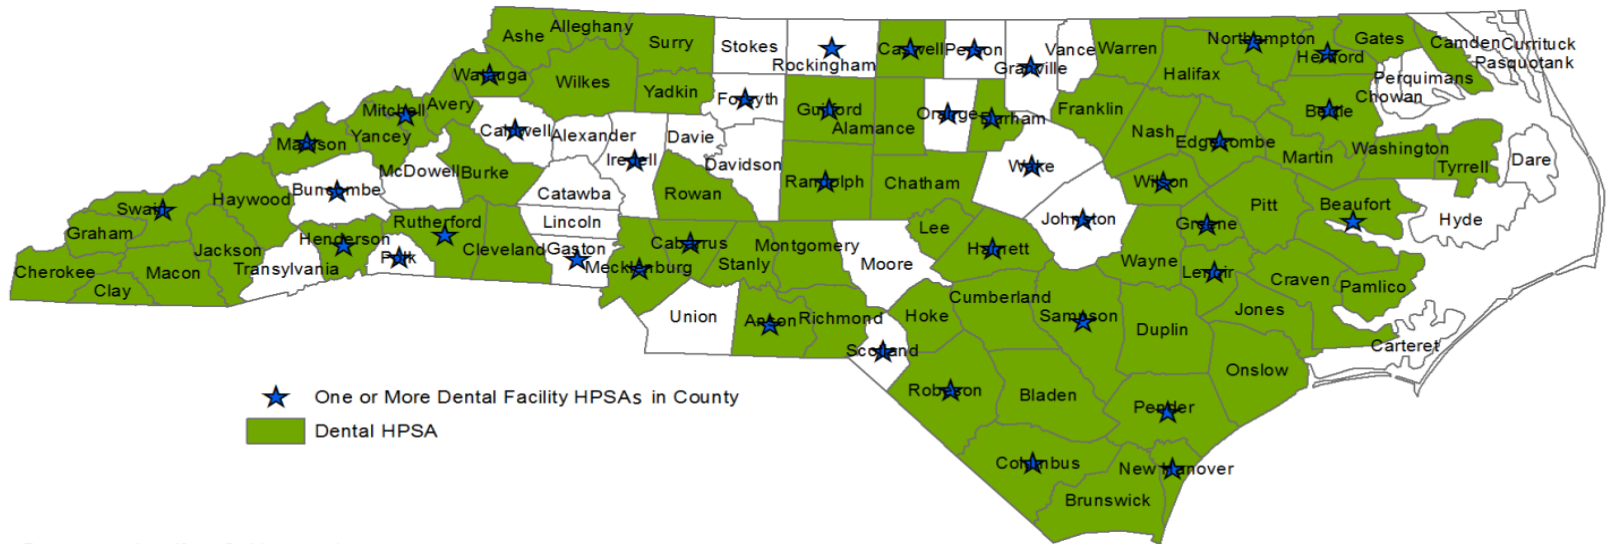 Ashe
Alleghany
Surry
Stokes
Rockingham
Caswell
Person
Granville
Vance
Warren
Northampton
Hertford
Gates
Camden
Currituck
Pasquotank
Perquimans
Chowan
Halifax
Watauga
Wilkes
Yadkin
Forsyth
Guilford
Alamance
Orange
Durham
Franklin
Nash
Edgecombe
Bertie
Martin
Washington
Tyrrell
Dare
Mitchell
Avery
Yancey
Madison
Caldwell
Alexander
Iredell
Davie
Davidson
Randolph
Chatham
Wake
Wilson
Pitt
Beaufort
Hyde
Buncombe
McDowell
Burke
Catawba
Rowan
Johnston
Greene
Swain
Haywood
Graham
Jackson
Henderson
Rutherford
Polk
Cleveland
Lincoln
Gaston
Mecklenburg
Cabarrus
Stanly
Montgomery
Moore
Lee
Harnett
Wayne
Lenoir
Craven
Pamlico
Cherokee
Macon
Transylvania
Clay
Union
Anson
Richmond
Scotland
Hoke
Cumberland
Sampson
Duplin
Jones
Carteret
Onslow
Robeson
Bladen
Pender
Columbus
New Hanover
Brunswick
One or More Dental Facility HPSAs in County
Dental HPSA